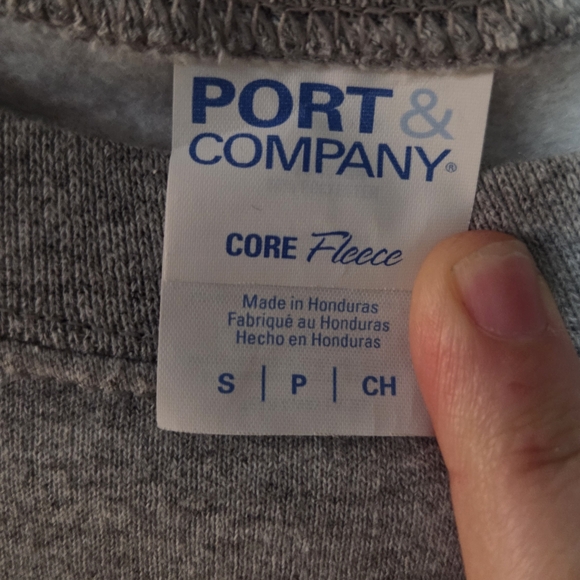 PORT &
COMPANY®
CORE Fleece
Made in Honduras
Fabriqué au Honduras
Hecho en Honduras
S | P | CH